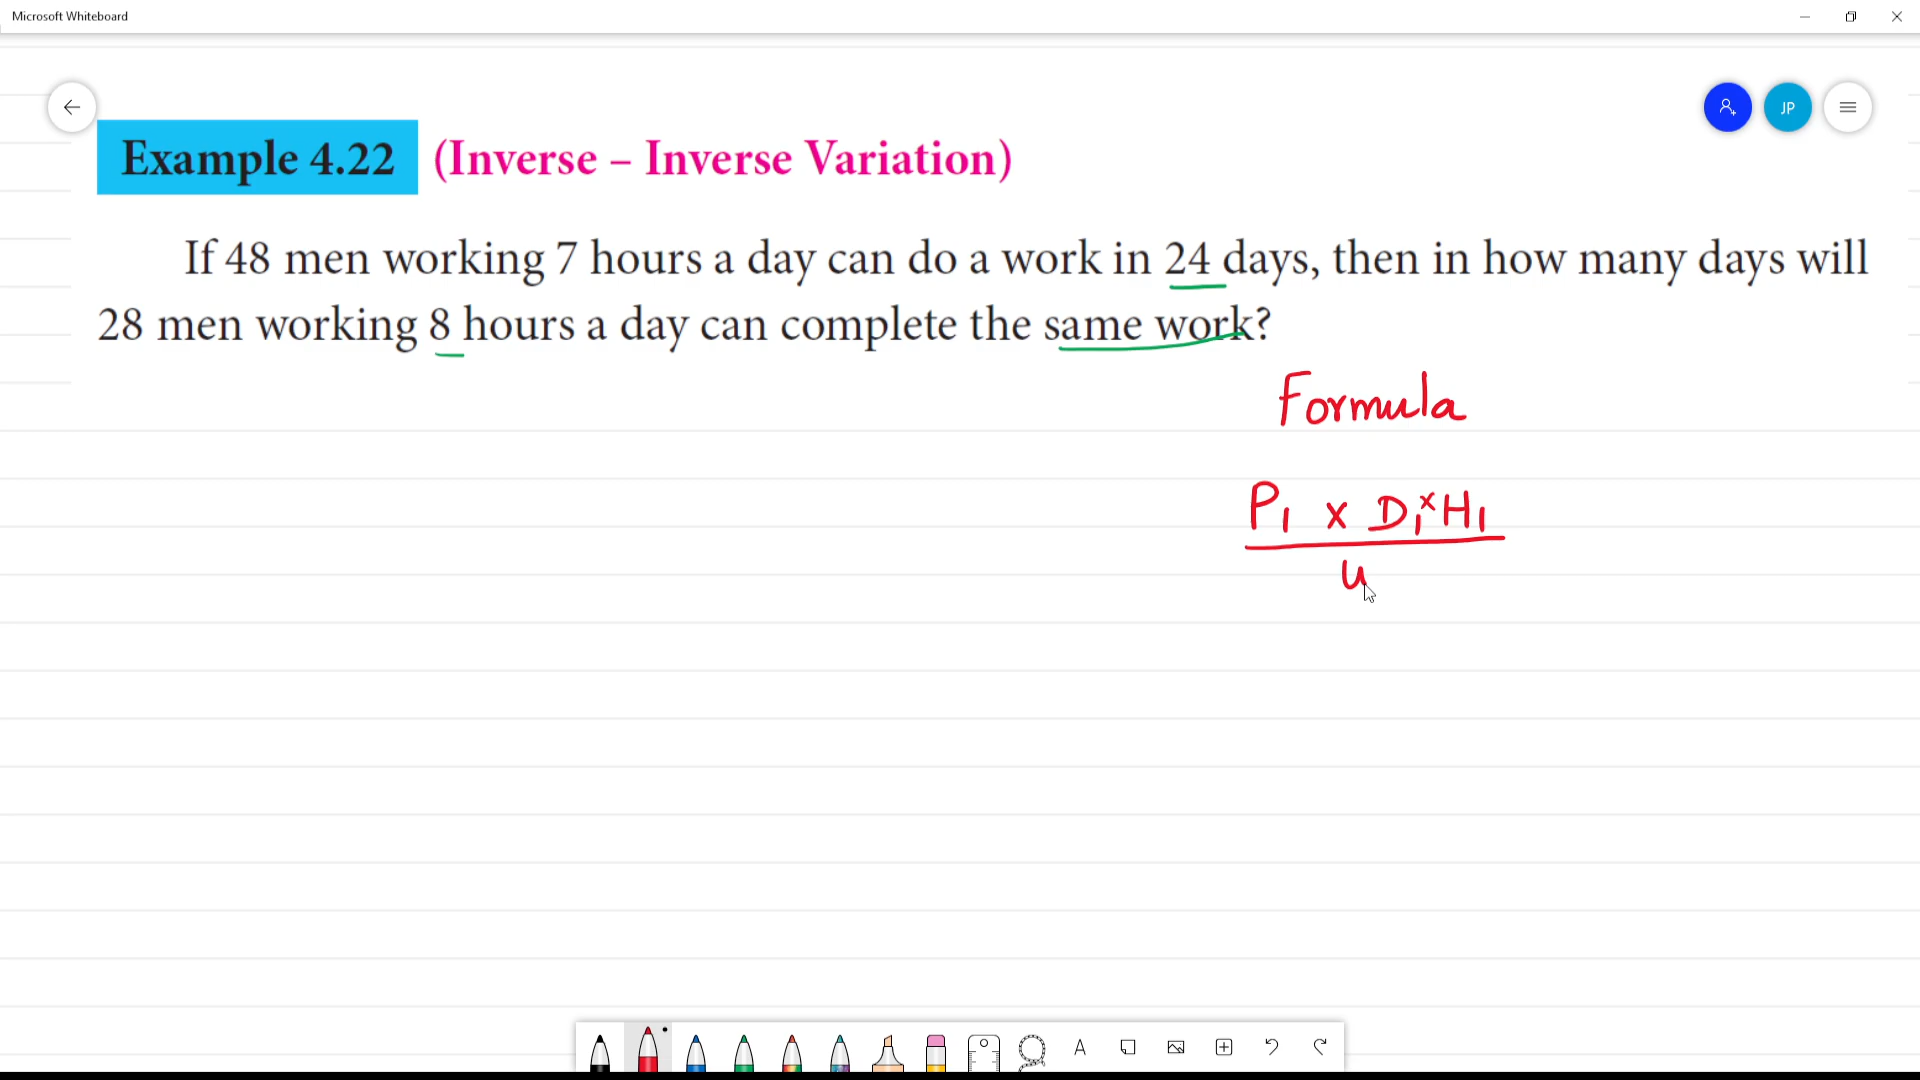 Microsoft Whiteboard
JP
Example 4.22 (Inverse – Inverse Variation)
If 48 men working 7 hours a day can do a work in 24 days, then in how many days will
28 men working 8 hours a day can complete the same work?
Formula
P₁ x D₁ x H₁
A